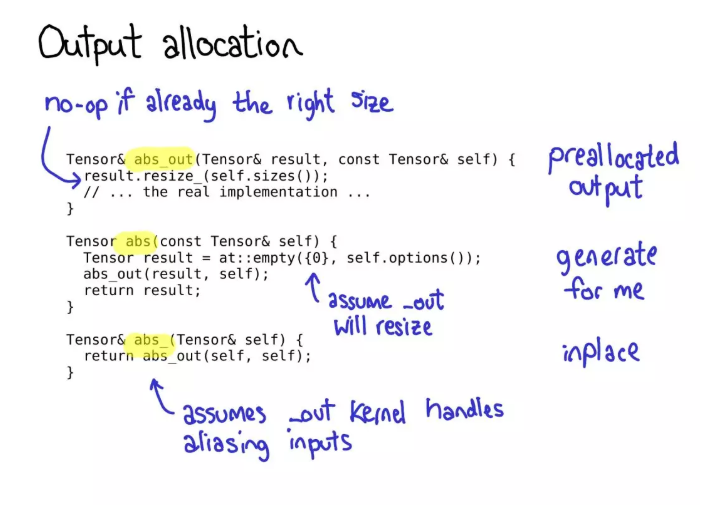 Output allocation
no-op if already the right size
Tensor& abs_out(Tensor& result, const Tensor& self) {
  result.resize_(self.sizes());
  // ... the real implementation ...
}
preallocated
output
Tensor abs(const Tensor& self) {
  Tensor result = at::empty({0}, self.options());
  abs_out(result, self);
  return result;
}
generate
for me
assume _out
will resize
Tensor& abs_(Tensor& self) {
  return abs_out(self, self);
}
inplace
assumes _out kernel handles
aliasing inputs